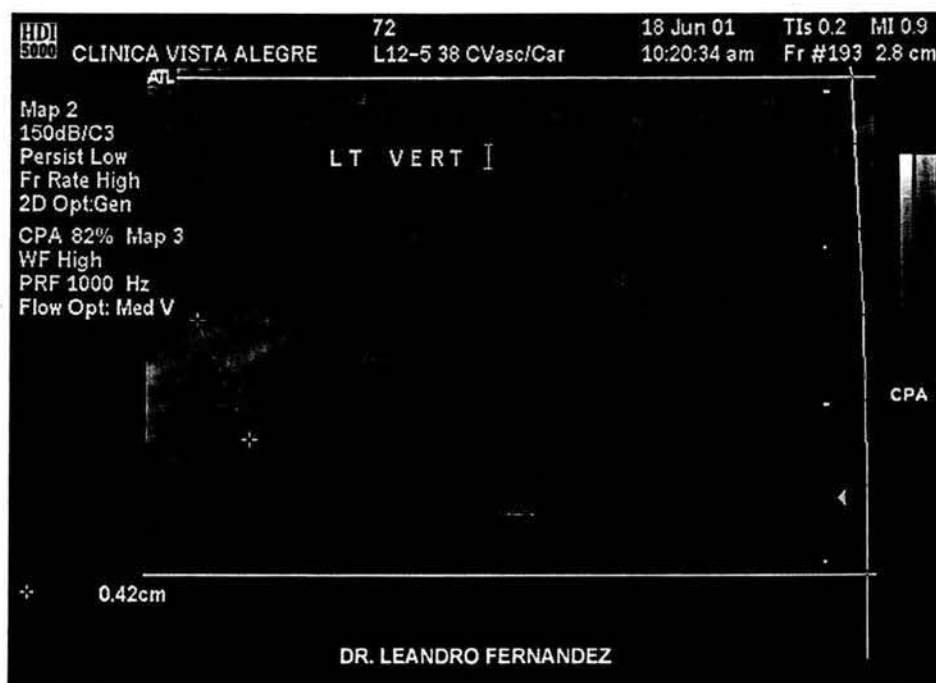 HDI 5000 CLINICA VISTA ALEGRE 72 L12-5 38 CVasc/Car 18 Jun 01 10:20:34 am TIs 0.2 MI 0.9 Fr #193 2.8 cm
ATL
Map 2
150dB/C3
Persist Low
Fr Rate High
2D Opt:Gen
CPA 82% Map 3
WF High
PRF 1000 Hz
Flow Opt: Med V
LT VERT
CPA
0.42cm
DR. LEANDRO FERNANDEZ